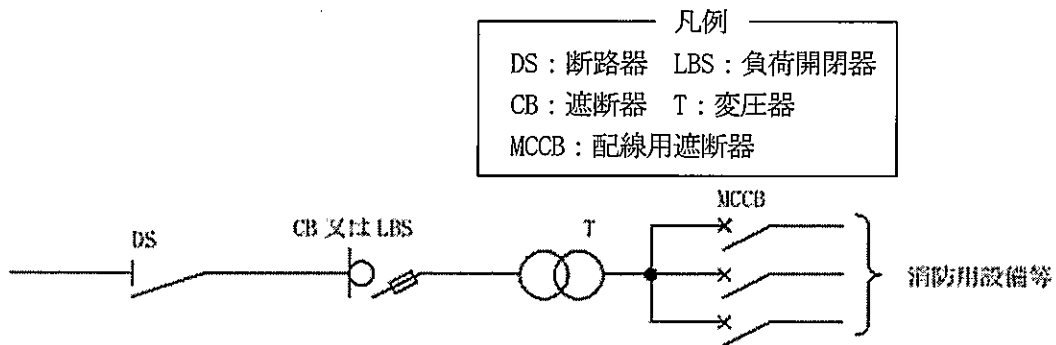 凡例
DS：断路器 LBS：負荷開閉器
CB：遮断器 T：変圧器
MCCB：配線用遮断器
MCCB
DS
CB 又は LBS
T
消防用設備等